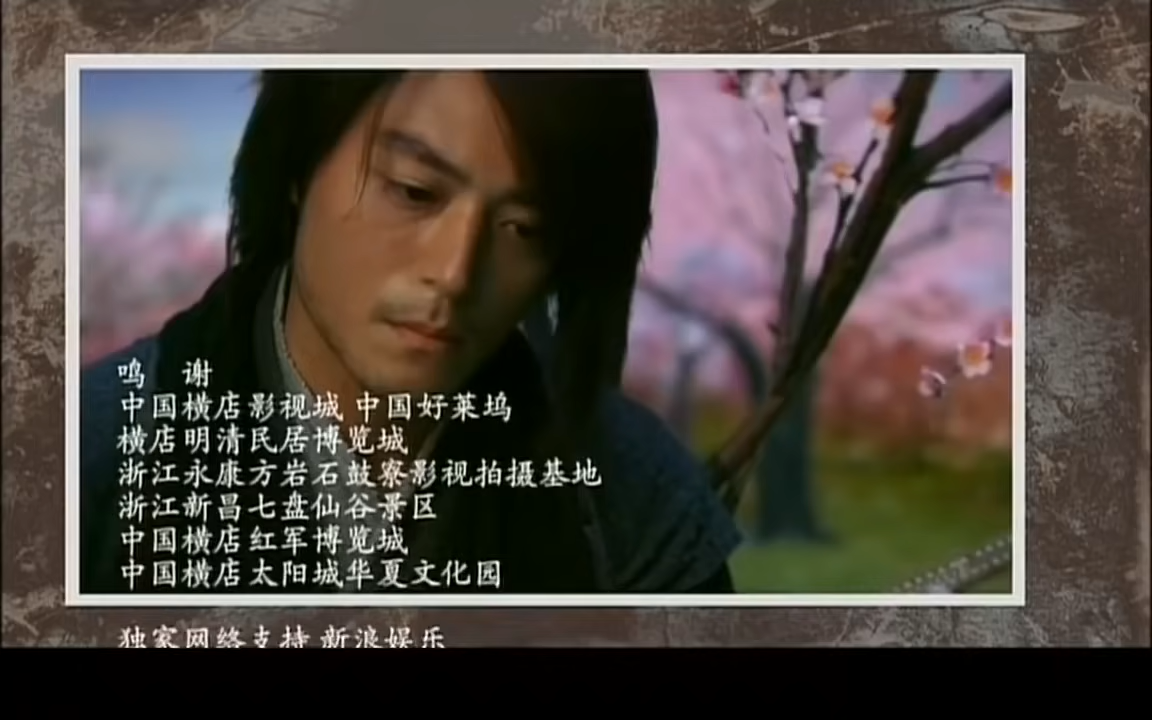 鸣 谢
中国横店影视城 中国好莱坞
横店明清民居博览城
浙江永康方岩石鼓寮影视拍摄基地
浙江新昌七盘仙谷景区
中国横店红军博览城
中国横店太阳城华夏文化园
独家网络支持 新浪娱乐